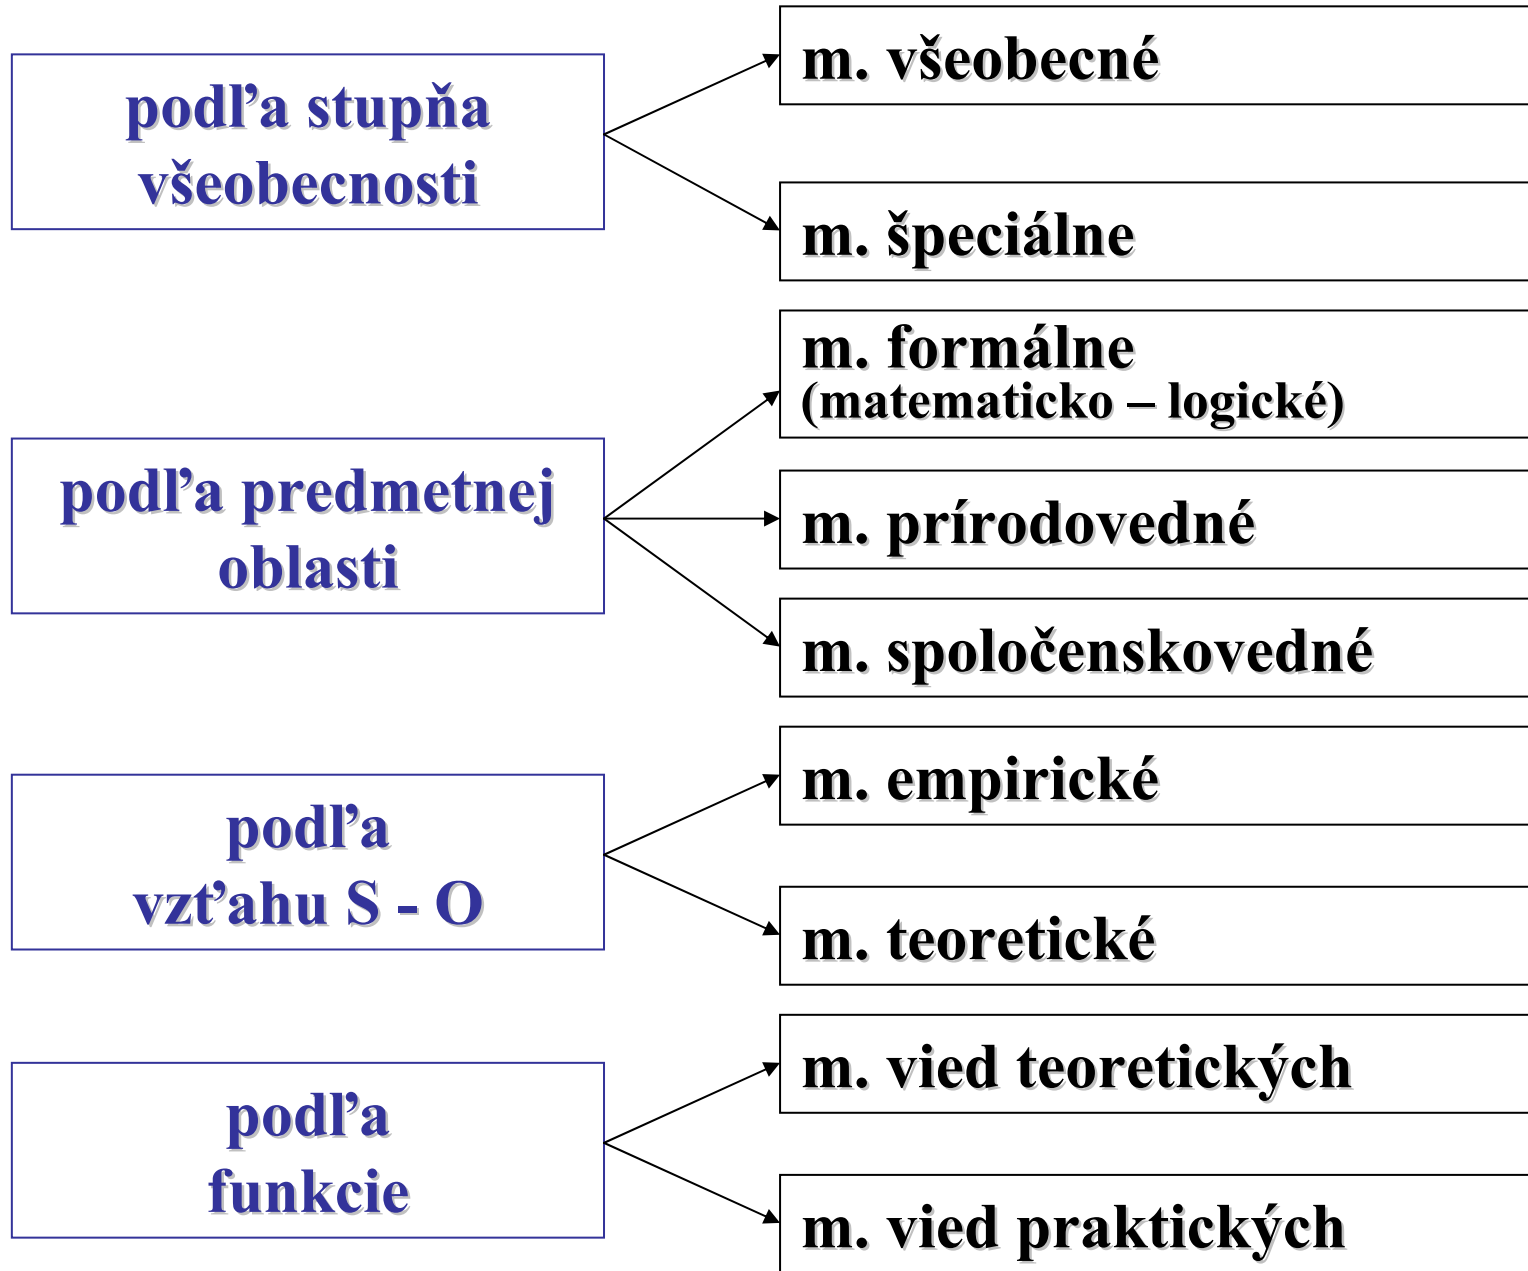 podľa stupňa
všeobecnosti
m. všeobecné
m. špeciálne
podľa predmetnej
oblasti
m. formálne
(matematicko – logické)
m. prírodovedné
m. spoločenskovedné
podľa
vzťahu S - O
m. empirické
m. teoretické
podľa
funkcie
m. vied teoretických
m. vied praktických